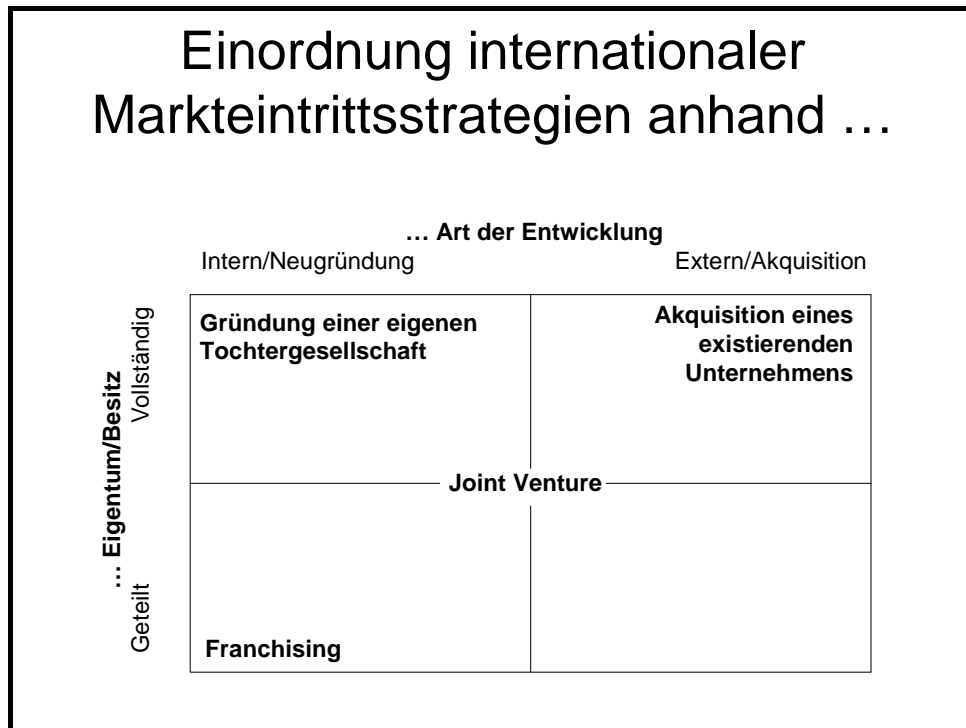 Einordnung internationaler
Markteintrittsstrategien anhand …
… Art der Entwicklung
Intern/Neugründung
Extern/Akquisition
… Eigentum/Besitz
Vollständig
Geteilt
Gründung einer eigenen
Tochtergesellschaft
Akquisition eines
existierenden
Unternehmens
Joint Venture
Franchising